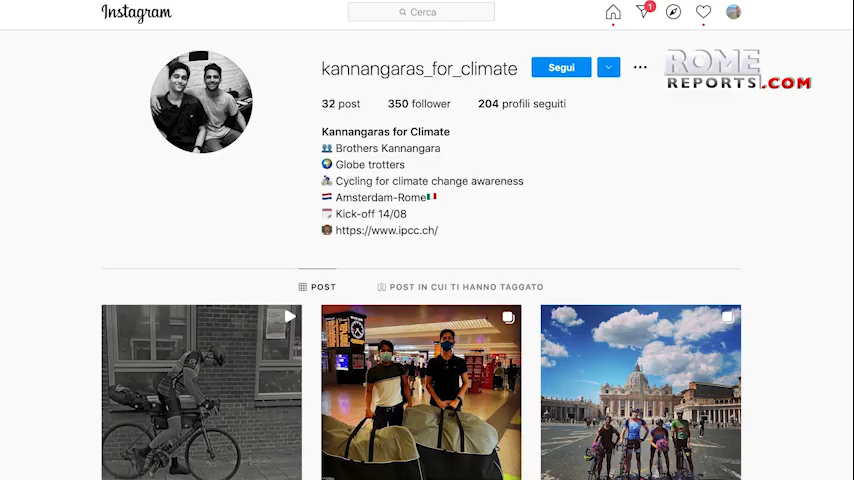 Instagram
Cerca
1
kannangaras_for_climate
Segui
ROME
REPORTS.COM
32 post
350 follower
204 profili seguiti
Kannangaras for Climate
Brothers Kannangara
Globe trotters
Cycling for climate change awareness
Amsterdam-Rome
Kick-off 14/08
https://www.ipcc.ch/
POST
POST IN CUI TI HANNO TAGGATO